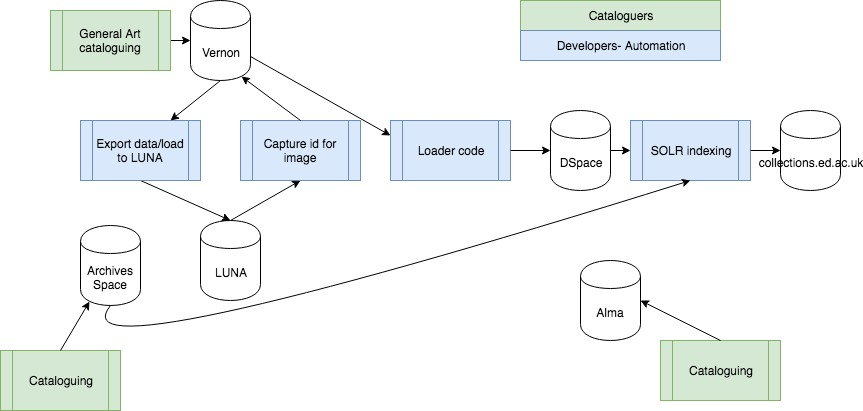 General Art
cataloguing
Vernon
Cataloguers
Developers- Automation
Export data/load
to LUNA
Capture id for
image
Loader code
DSpace
SOLR indexing
collections.ed.ac.uk
Archives
Space
LUNA
Alma
Cataloguing
Cataloguing